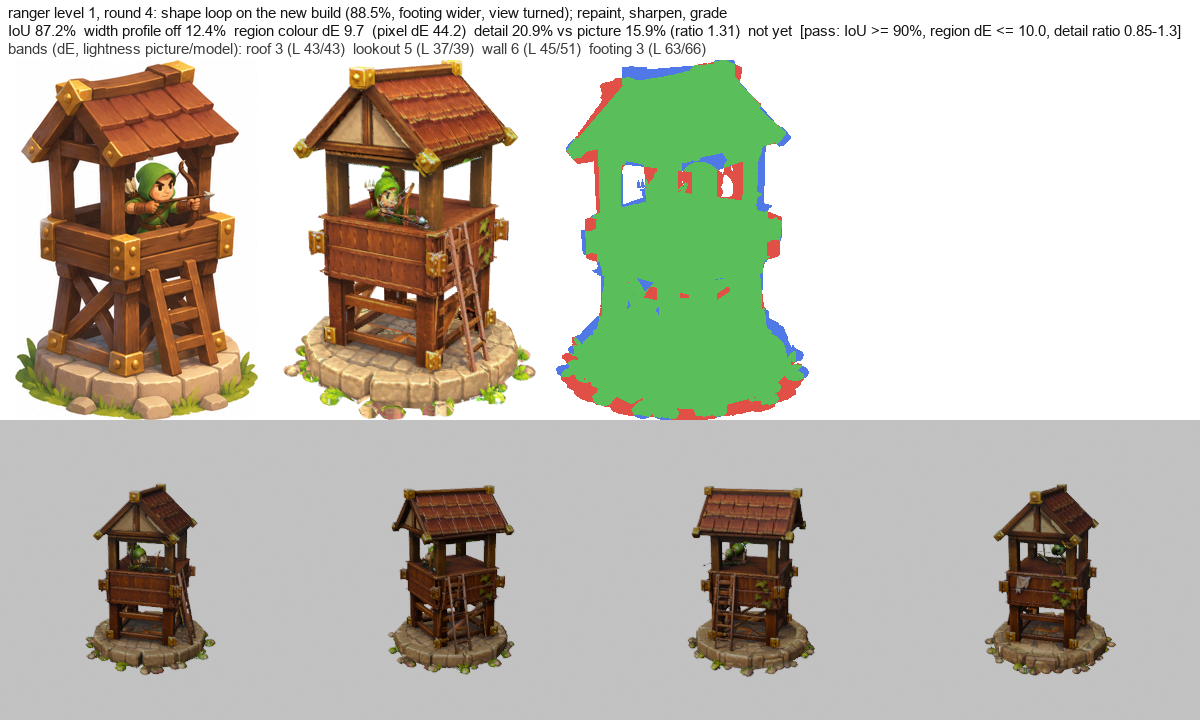 ranger level 1, round 4: shape loop on the new build (88.5%, footing wider, view turned); repaint, sharpen, grade
IoU 87.2%  width profile off 12.4%  region colour dE 9.7  (pixel dE 44.2)  detail 20.9% vs picture 15.9% (ratio 1.31)  not yet  [pass: IoU >= 90%, region dE <= 10.0, detail ratio 0.85-1.3]
bands (dE, lightness picture/model): roof 3 (L 43/43)  lookout 5 (L 37/39)  wall 6 (L 45/51)  footing 3 (L 63/66)